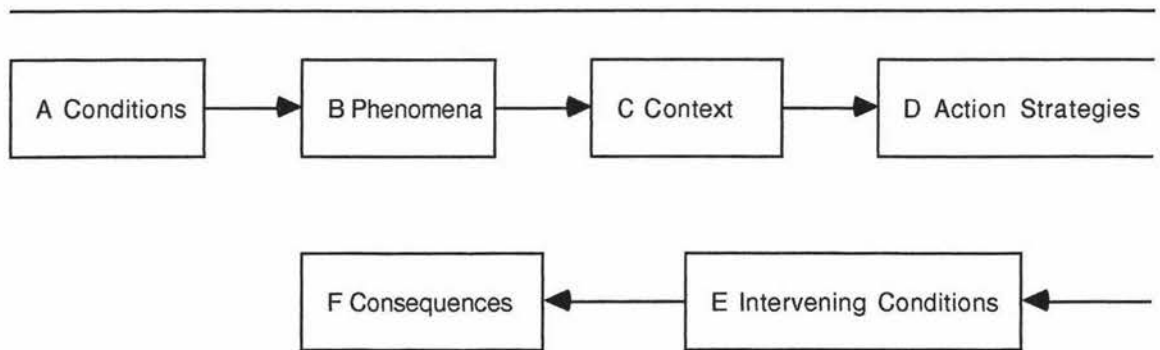 A Conditions
B Phenomena
C Context
D Action Strategies
F Consequences
E Intervening Conditions